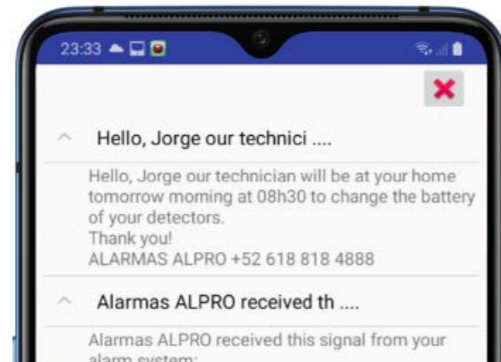 23:33
Hello, Jorge our technici ....
Hello, Jorge our technician will be at your home
tomorrow morning at 08h30 to change the battery
of your detectors.
Thank you!
ALARMAS ALPRO +52 618 818 4888
Alarmas ALPRO received th ....
Alarmas ALPRO received this signal from your
alarm system: